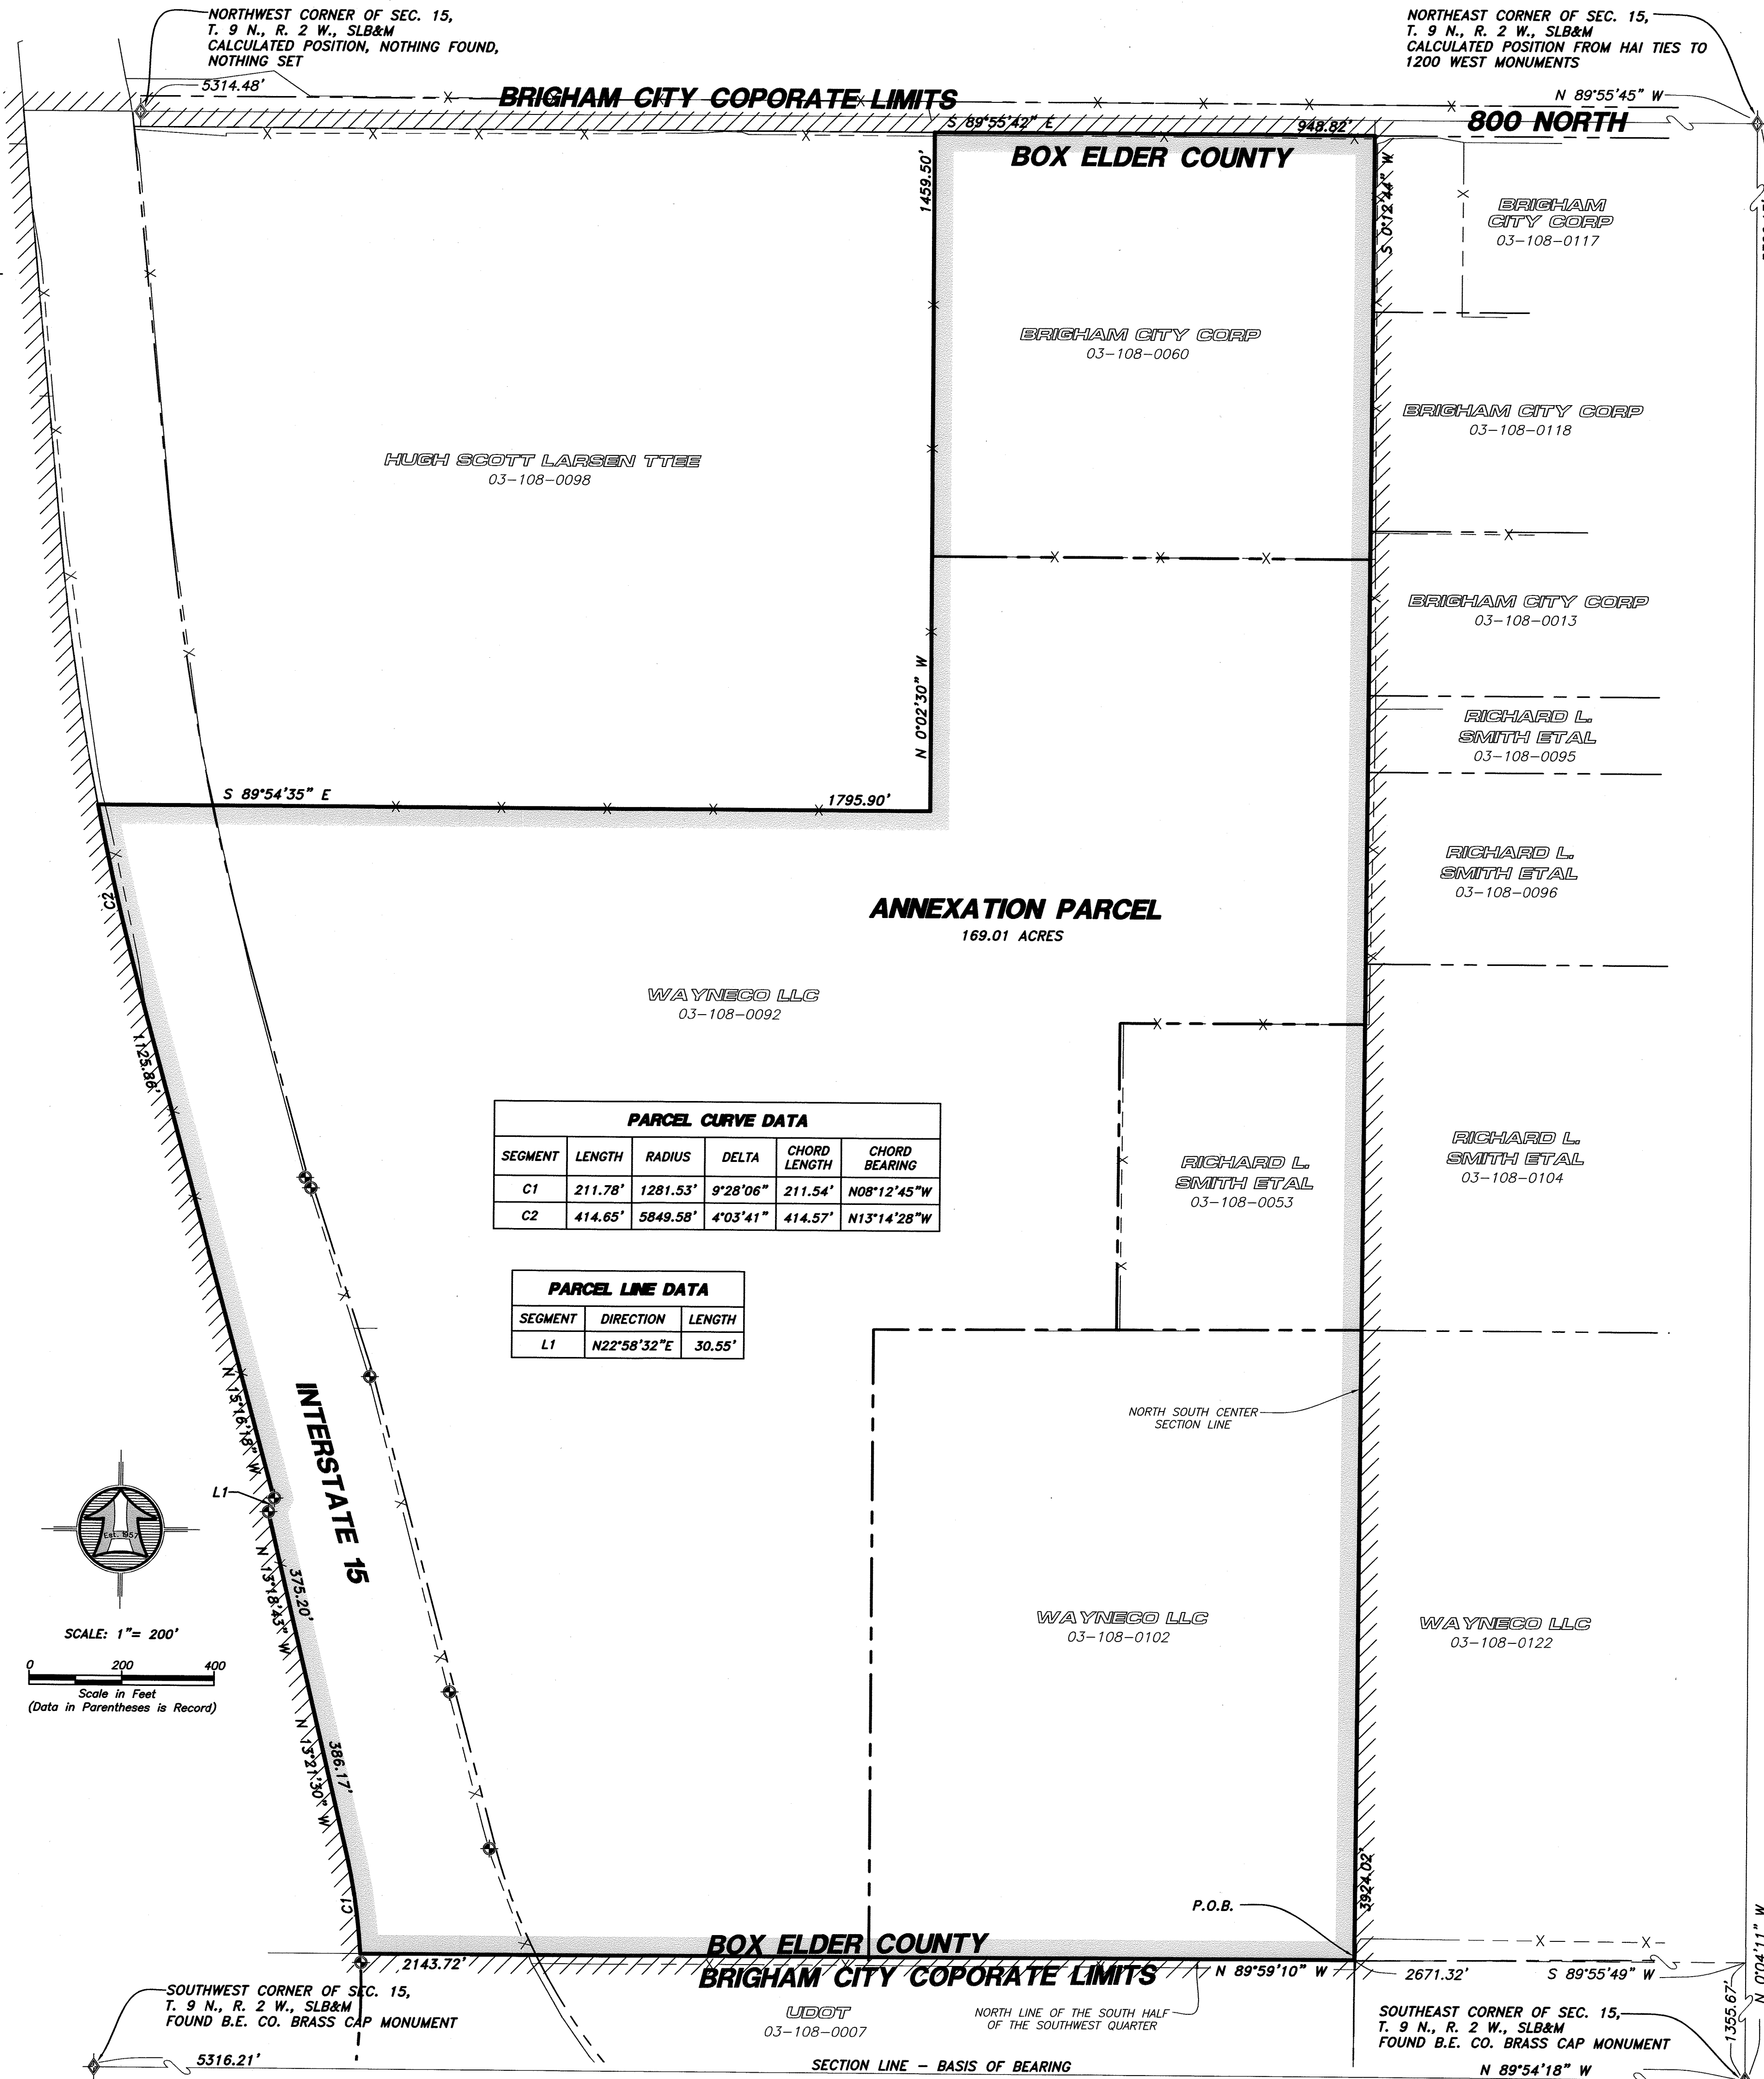 NORTHWEST CORNER OF SEC. 15,
T. 9 N., R. 2 W., SLB&M
CALCULATED POSITION, NOTHING FOUND,
NOTHING SET
5314.48'
NORTHEAST CORNER OF SEC. 15,
T. 9 N., R. 2 W., SLB&M
CALCULATED POSITION FROM HAI TIES TO
1200 WEST MONUMENTS
N 89°55'45" W
BRIGHAM CITY COPORATE LIMITS
S 89°55'42" E
948.82'
800 NORTH
BOX ELDER COUNTY
1459.50'
S 0°12'44" W
BRIGHAM
CITY CORP
03-108-0117
BRIGHAM CITY CORP
03-108-0060
BRIGHAM CITY CORP
03-108-0118
HUGH SCOTT LARSEN TTEE
03-108-0098
BRIGHAM CITY CORP
03-108-0013
N 0°02'30" W
RICHARD L.
SMITH ETAL
03-108-0095
S 89°54'35" E
1795.90'
RICHARD L.
SMITH ETAL
03-108-0096
C2
ANNEXATION PARCEL
169.01 ACRES
WAYNECO LLC
03-108-0092
1125.86'
PARCEL CURVE DATA
SEGMENT LENGTH RADIUS DELTA CHORD LENGTH CHORD BEARING
C1 211.78' 1281.53' 9°28'06" 211.54' N08°12'45"W
C2 414.65' 5849.58' 4°03'41" 414.57' N13°14'28"W
RICHARD L.
SMITH ETAL
03-108-0053
RICHARD L.
SMITH ETAL
03-108-0104
PARCEL LINE DATA
SEGMENT DIRECTION LENGTH
L1 N22°58'32"E 30.55'
N 15°16'18" W
INTERSTATE 15
NORTH SOUTH CENTER
SECTION LINE
L1
Est. 1957
N 13°18'43" W
375.20'
SCALE: 1"= 200'
0 200 400
Scale in Feet
(Data in Parentheses is Record)
WAYNECO LLC
03-108-0102
WAYNECO LLC
03-108-0122
N 13°21'30" W
386.17'
C1
3924.02'
P.O.B.
BOX ELDER COUNTY
2143.72'
BRIGHAM CITY COPORATE LIMITS
N 89°59'10" W
2671.32'
S 89°55'49" W
N 0°04'11" W
1355.67'
SOUTHWEST CORNER OF SEC. 15,
T. 9 N., R. 2 W., SLB&M
FOUND B.E. CO. BRASS CAP MONUMENT
5316.21'
UDOT
03-108-0007
NORTH LINE OF THE SOUTH HALF
OF THE SOUTHWEST QUARTER
SOUTHEAST CORNER OF SEC. 15,
T. 9 N., R. 2 W., SLB&M
FOUND B.E. CO. BRASS CAP MONUMENT
SECTION LINE - BASIS OF BEARING
N 89°54'18" W